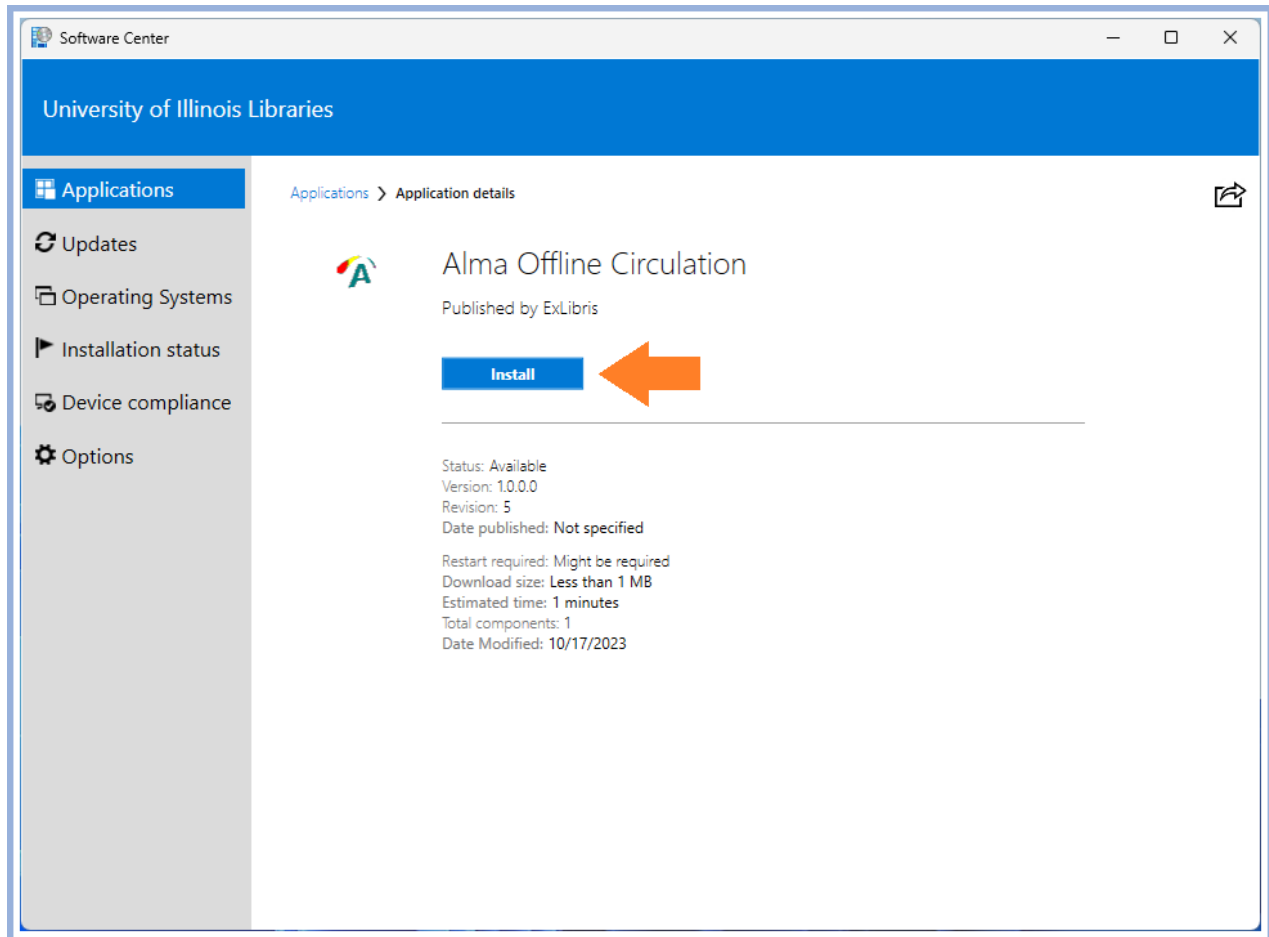 Software Center
University of Illinois Libraries
Applications
Updates
Operating Systems
Installation status
Device compliance
Options
Applications > Application details
A
Alma Offline Circulation
Published by ExLibris
Install
Status: Available
Version: 1.0.0.0
Revision: 5
Date published: Not specified
Restart required: Might be required
Download size: Less than 1 MB
Estimated time: 1 minutes
Total components: 1
Date Modified: 10/17/2023